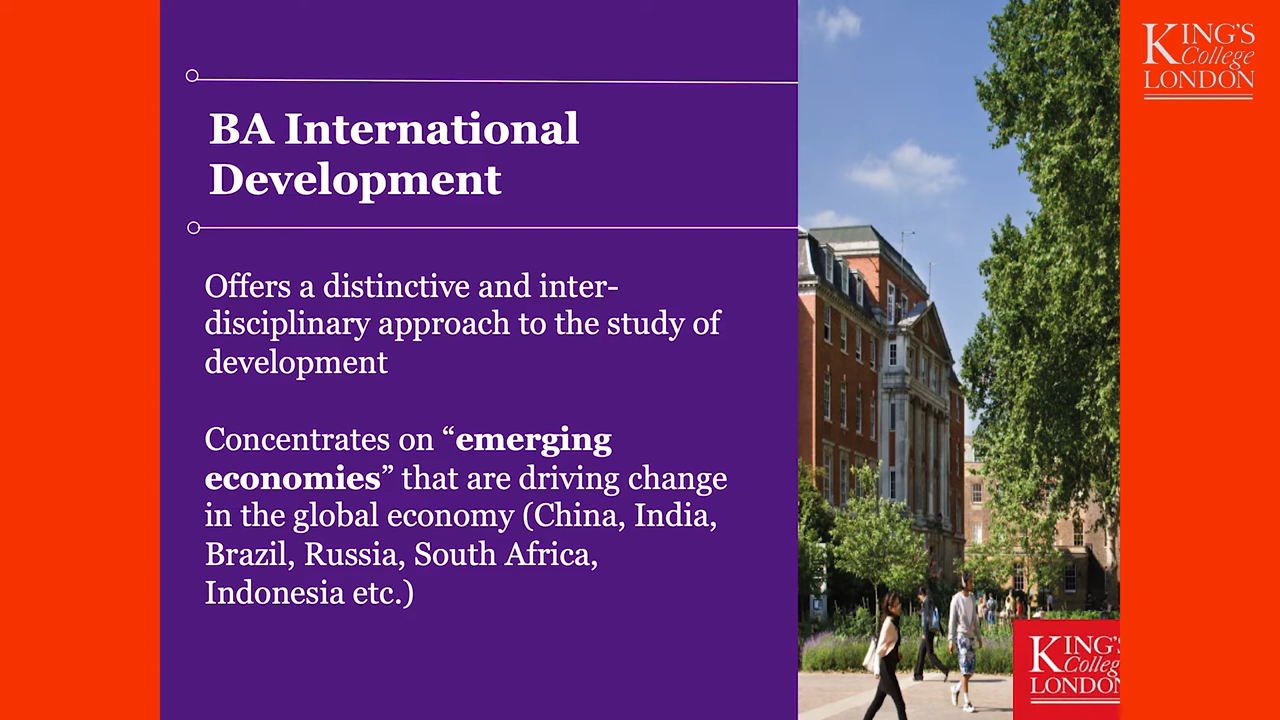 BA International
Development
Offers a distinctive and inter-
disciplinary approach to the study of
development
Concentrates on “emerging
economies” that are driving change
in the global economy (China, India,
Brazil, Russia, South Africa,
Indonesia etc.)
KING'S
College
LONDON
KING'S
College
LONDON